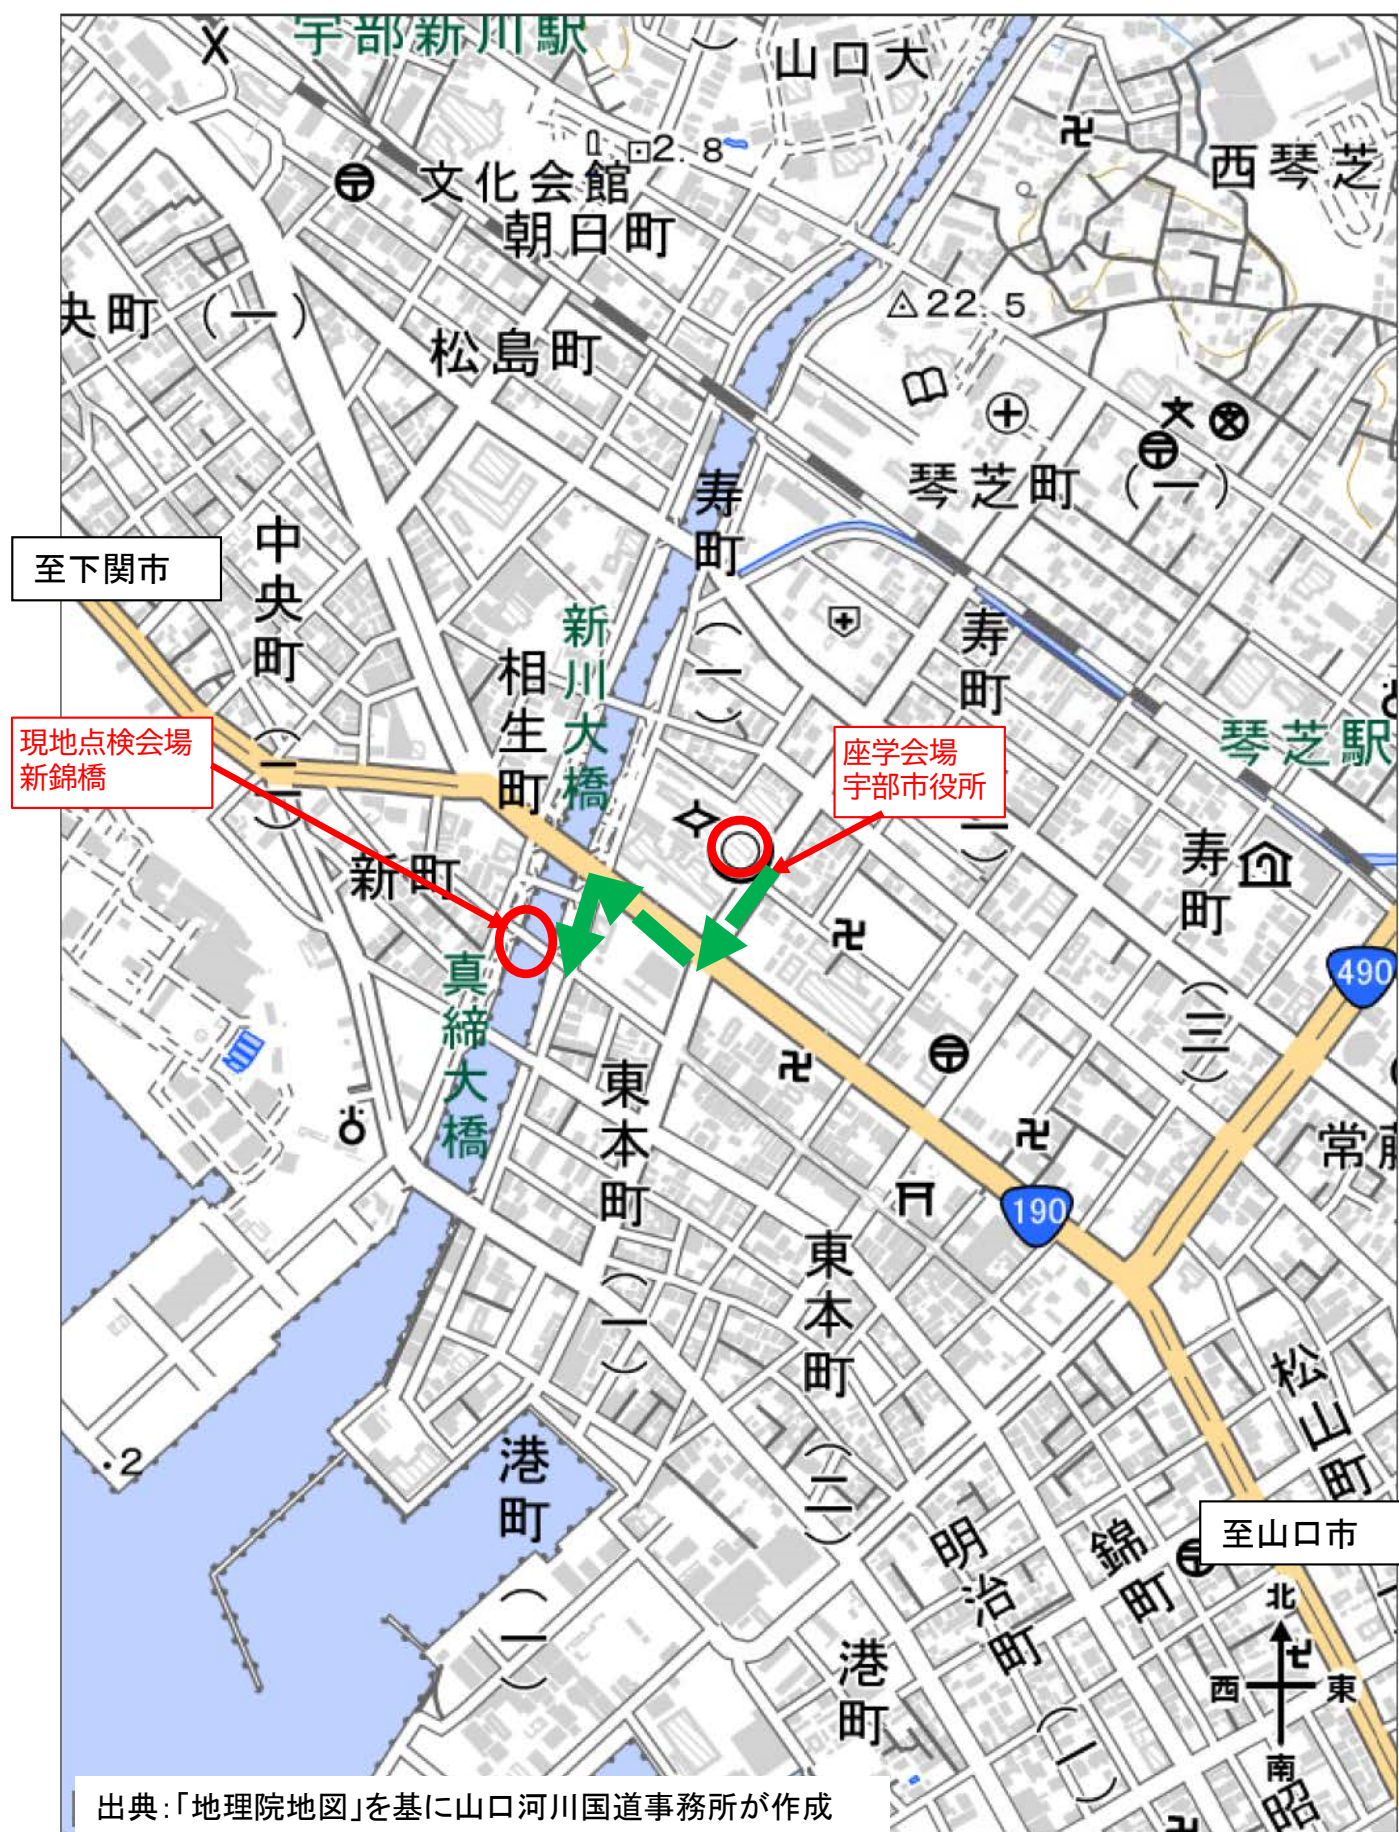 宇部新川駅
山口大
2.8
文化会館
朝日町
西琴芝
央町(一)
松島町
22.5
琴芝町(一)
寿町(一)
至下関市
中央町(二)
相生町
新川大橋
寿町(二)
琴芝駅
現地点検会場
新錦橋
座学会場
宇部市役所
新町
寿町(三)
490
真締大橋
東本町(一)
190
東本町(二)
松山町
港町(一)
2
明治町(一)
錦町
至山口市
港町
北
西
東
南
出典:「地理院地図」を基に山口河川国道事務所が作成